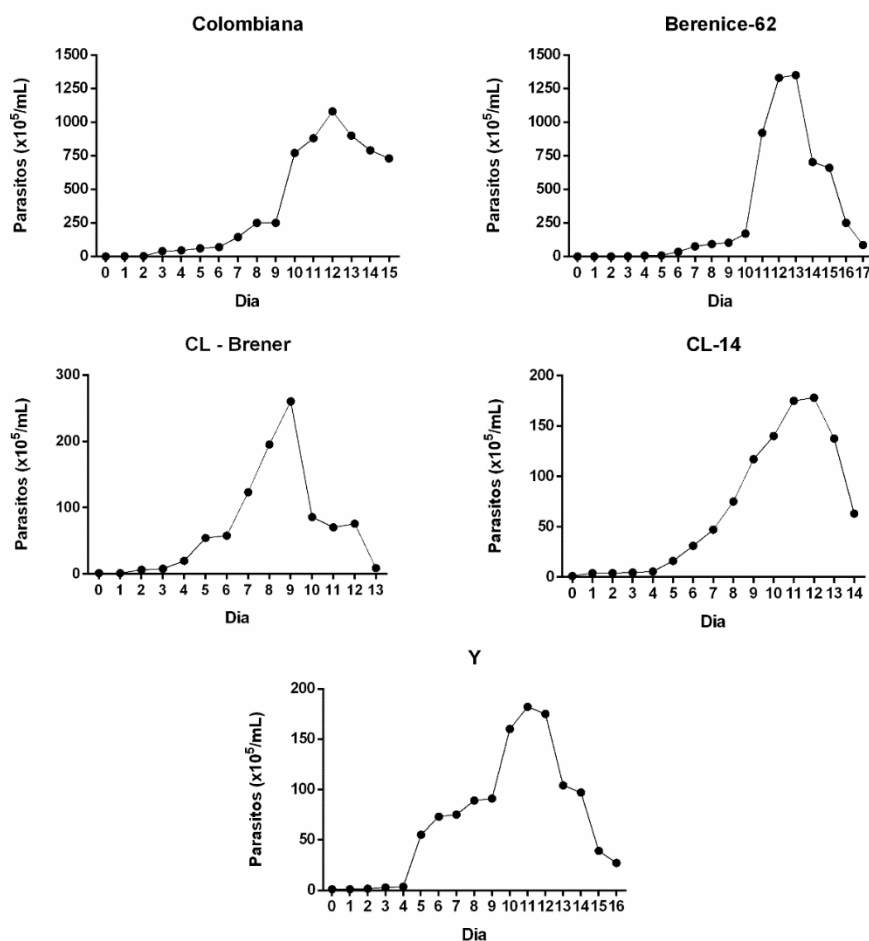 Colombiana
Parasitos (x10⁵/mL)
1500
1250
1000
750
500
250
0
0 1 2 3 4 5 6 7 8 9 10 11 12 13 14 15
Dia
Berenice-62
Parasitos (x10⁵/mL)
1500
1250
1000
750
500
250
0
0 1 2 3 4 5 6 7 8 9 10 11 12 13 14 15 16 17
Dia
CL - Brener
Parasitos (x10⁵/mL)
300
200
100
0
0 1 2 3 4 5 6 7 8 9 10 11 12 13
Dia
CL-14
Parasitos (x10⁵/mL)
200
150
100
50
0
0 1 2 3 4 5 6 7 8 9 10 11 12 13 14
Dia
Y
Parasitos (x10⁵/mL)
200
150
100
50
0
0 1 2 3 4 5 6 7 8 9 10 11 12 13 14 15 16
Dia